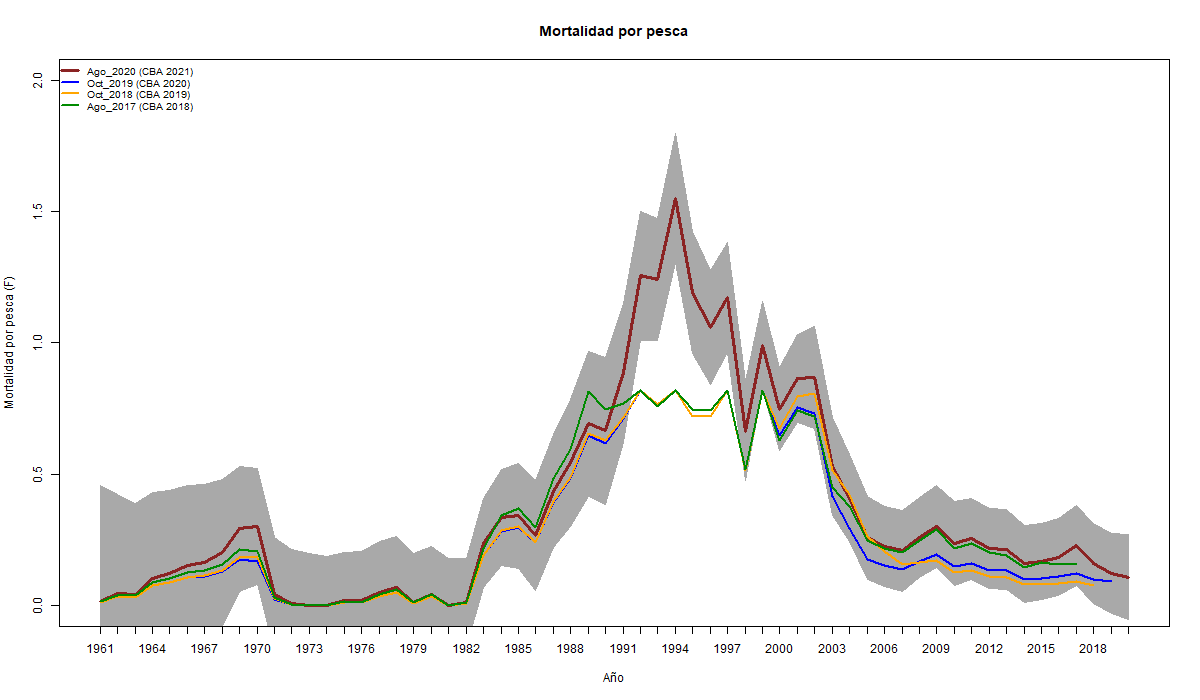 Mortalidad por pesca
Ago_2020 (CBA 2021)
Oct_2019 (CBA 2020)
Oct_2018 (CBA 2019)
Ago_2017 (CBA 2018)
Mortalidad por pesca (F)
2.0
1.5
1.0
0.5
0.0
1961 1964 1967 1970 1973 1976 1979 1982 1985 1988 1991 1994 1997 2000 2003 2006 2009 2012 2015 2018
Año